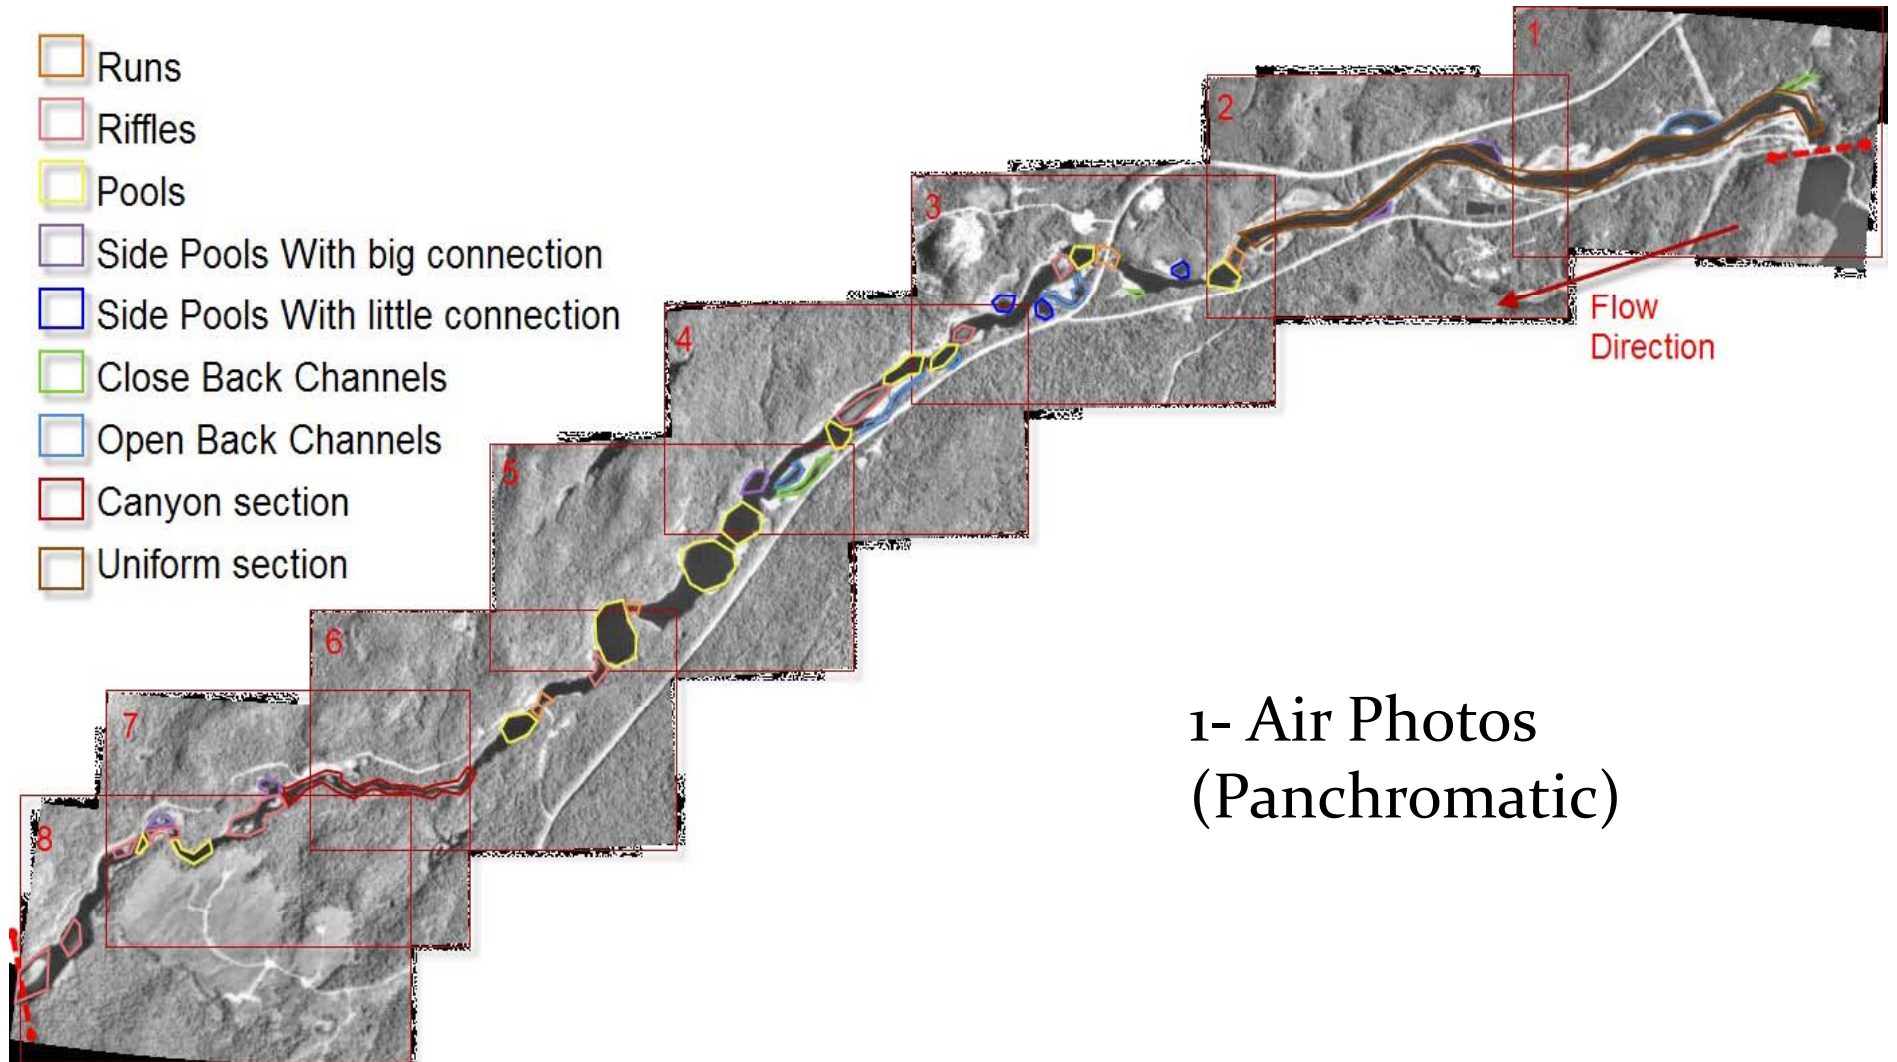 Runs
Riffles
Pools
Side Pools With big connection
Side Pools With little connection
Close Back Channels
Open Back Channels
Canyon section
Uniform section
1
2
3
4
5
6
7
8
Flow
Direction
1- Air Photos
(Panchromatic)